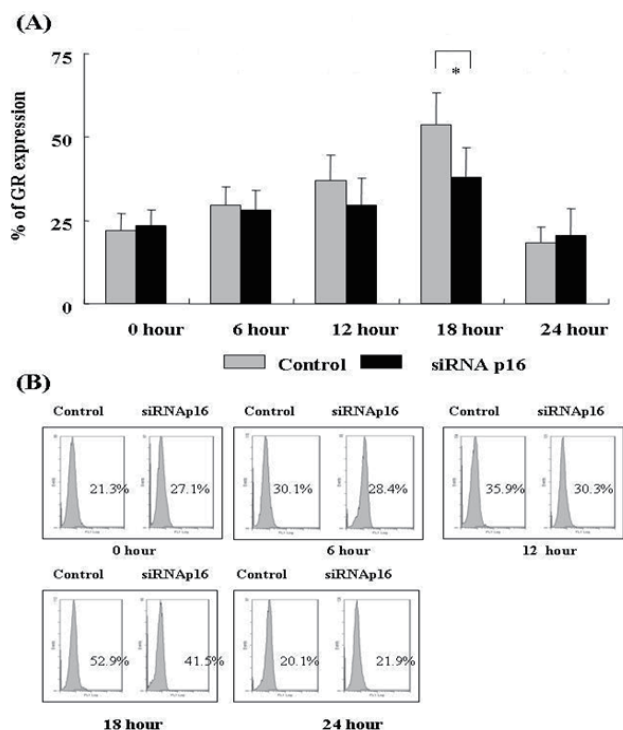 (A)
% of GR expression
75
50
25
0
*
0 hour 6 hour 12 hour 18 hour 24 hour
Control siRNA p16
(B)
Control siRNAp16 Control siRNAp16 Control siRNAp16
21.3% 27.1% 30.1% 28.4% 35.9% 30.3%
0 hour 6 hour 12 hour
Control siRNAp16 Control siRNAp16
52.9% 41.5% 20.1% 21.9%
18 hour 24 hour